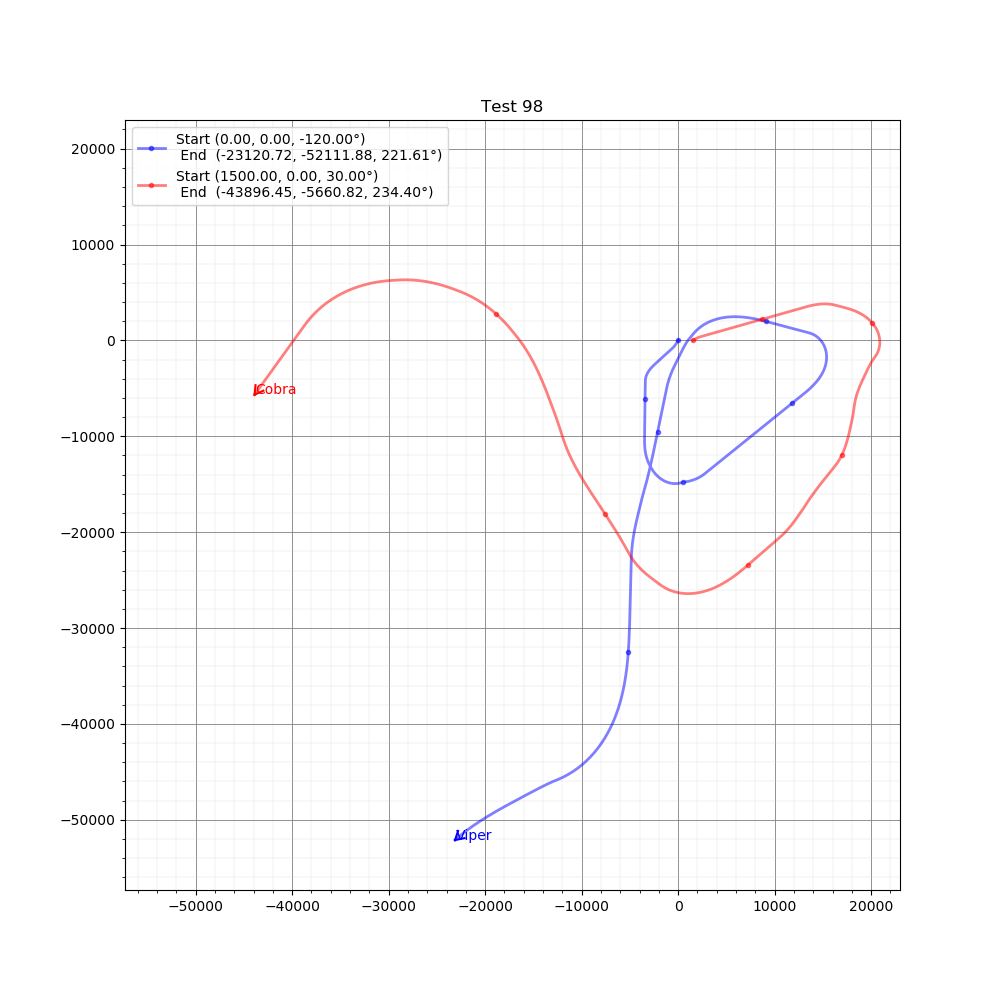 Test 98
Start (0.00, 0.00, -120.00°)
End (-23120.72, -52111.88, 221.61°)
Start (1500.00, 0.00, 30.00°)
End (-43896.45, -5660.82, 234.40°)
20000
10000
0
−10000
−20000
−30000
−40000
−50000
Cobra
Viper
−50000 −40000 −30000 −20000 −10000 0 10000 20000